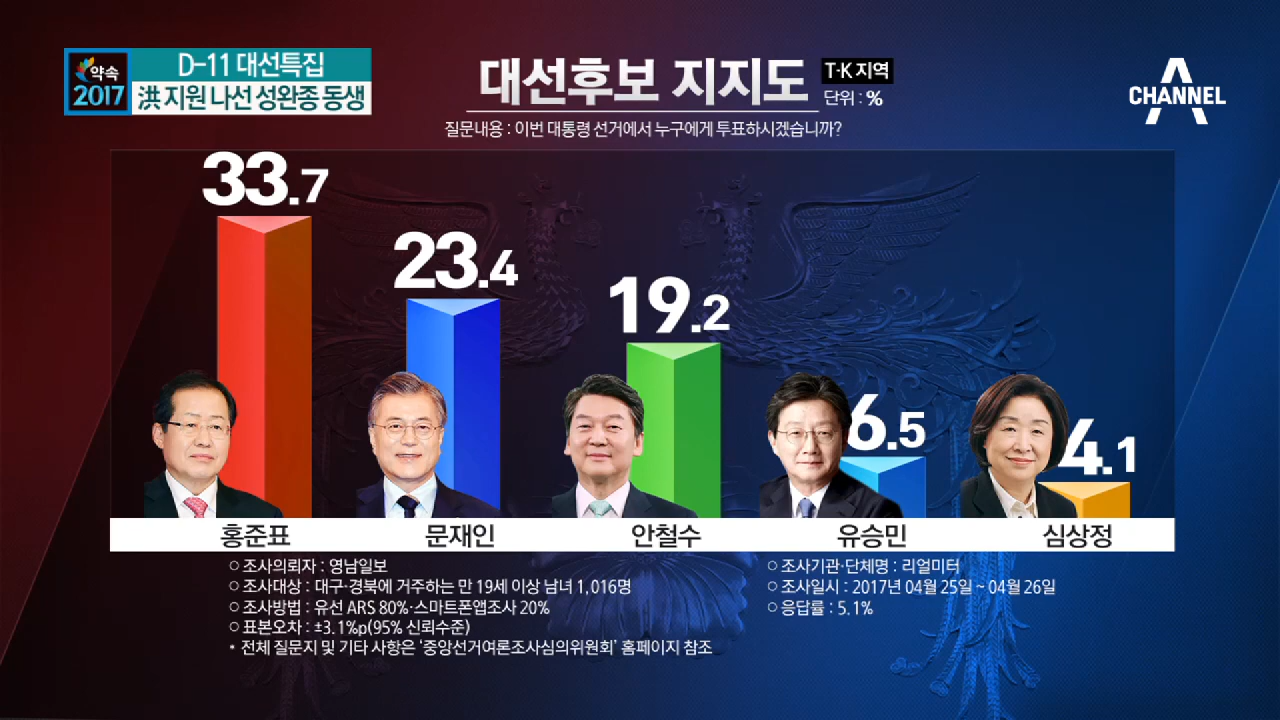 약속
2017
D-11 대선특집
洪 지원 나선 성완종 동생
대선후보 지지도
T·K 지역
단위 : %
CHANNEL A
질문내용 : 이번 대통령 선거에서 누구에게 투표하시겠습니까?
33.7
23.4
19.2
6.5
4.1
홍준표
문재인
안철수
유승민
심상정
○ 조사의뢰자 : 영남일보
○ 조사대상 : 대구·경북에 거주하는 만 19세 이상 남녀 1,016명
○ 조사방법 : 유선 ARS 80%·스마트폰앱조사 20%
○ 표본오차 : ±3.1%p(95% 신뢰수준)
* 전체 질문지 및 기타 사항은 '중앙선거여론조사심의위원회' 홈페이지 참조
○ 조사기관·단체명 : 리얼미터
○ 조사일시 : 2017년 04월 25일 ~ 04월 26일
○ 응답률 : 5.1%